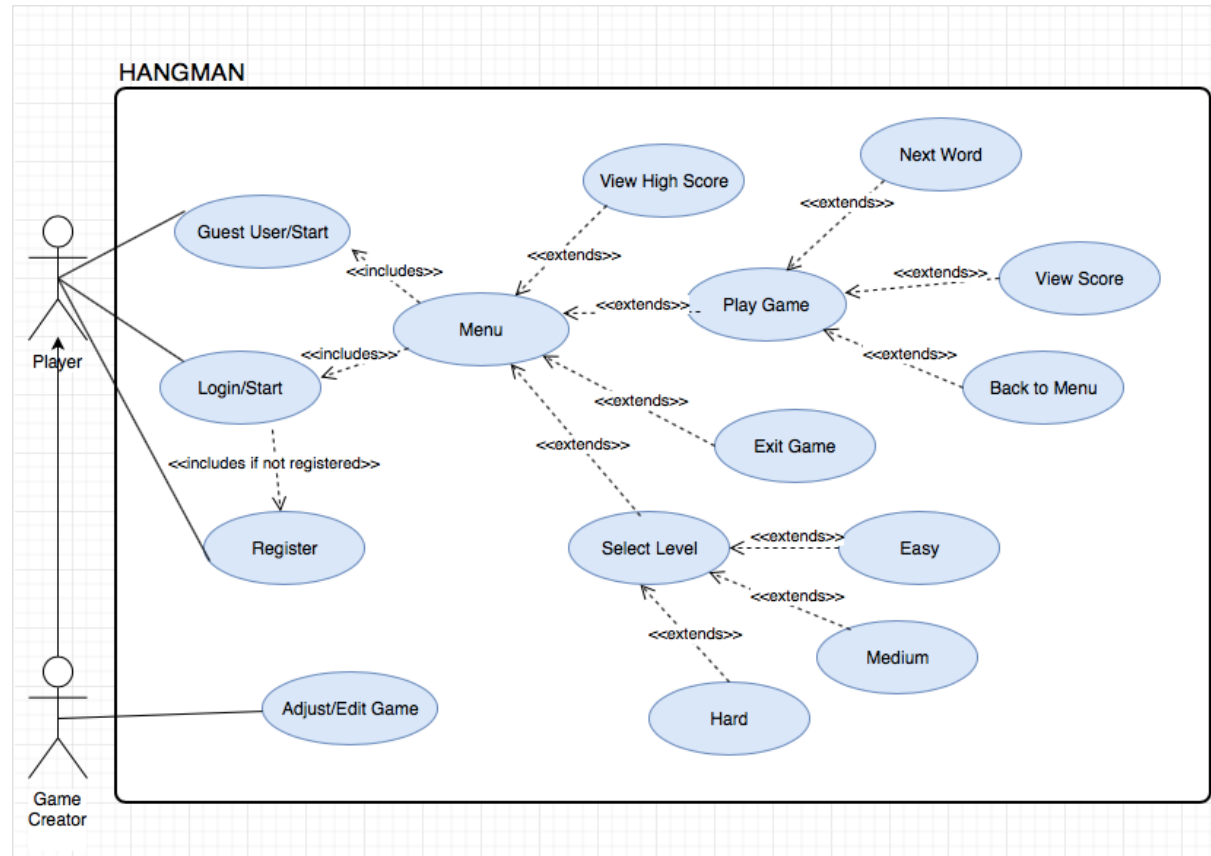 HANGMAN
Next Word
View High Score
<<extends>>
Guest User/Start
<<extends>>
<<includes>>
<<extends>>
View Score
<<extends>>
Play Game
Menu
<<includes>>
Player
<<extends>>
Login/Start
Back to Menu
<<extends>>
<<extends>>
Exit Game
<<includes if not registered>>
<<extends>>
Register
Select Level
Easy
<<extends>>
<<extends>>
Medium
Adjust/Edit Game
Hard
Game
Creator